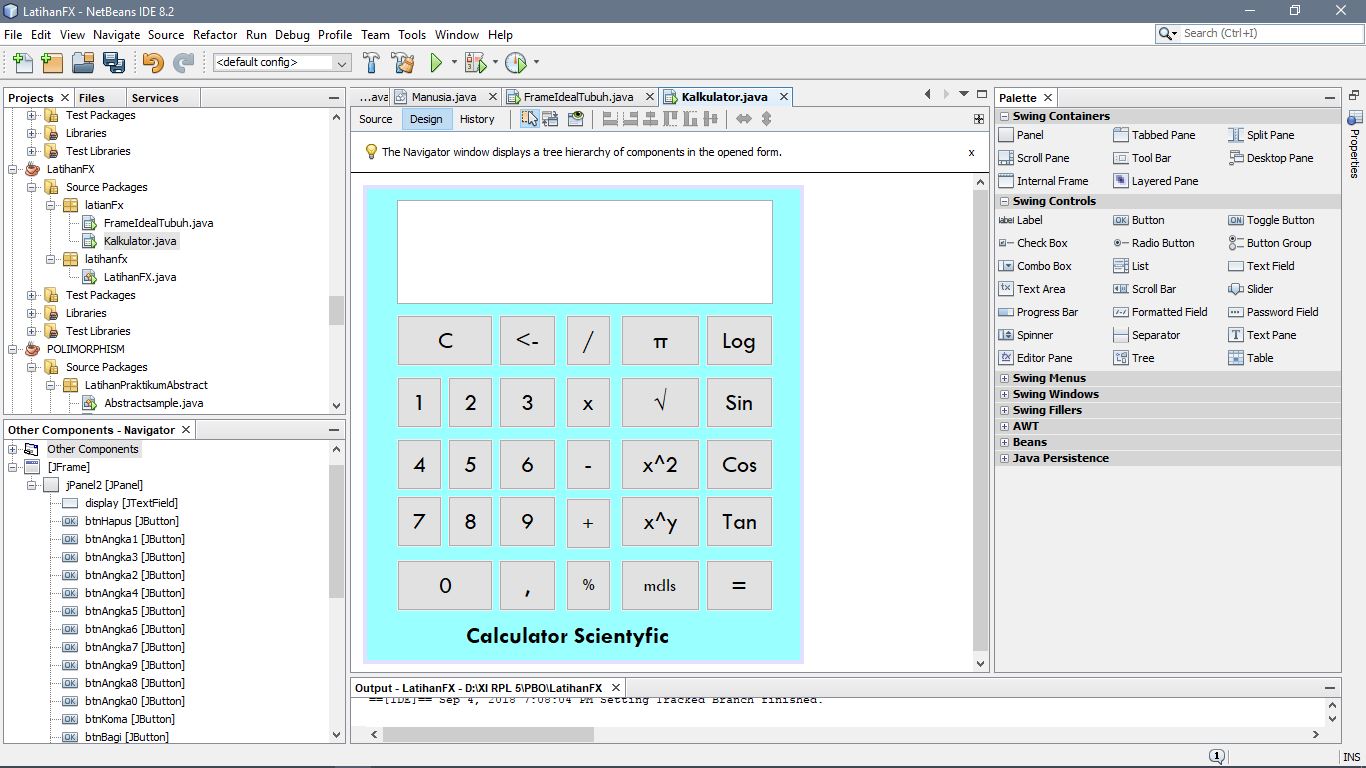 LatihanFX - NetBeans IDE 8.2
File Edit View Navigate Source Refactor Run Debug Profile Team Tools Window Help
Search (Ctrl+I)
<default config>
Projects Files Services
Test Packages
Libraries
Test Libraries
LatihanFX
Source Packages
latianFx
FrameIdealTubuh.java
Kalkulator.java
latihanfx
LatihanFX.java
Test Packages
Libraries
Test Libraries
POLIMORPHISM
Source Packages
LatihanPraktikumAbstract
Abstractsample.java
Other Components - Navigator
Other Components
[JFrame]
jPanel2 [JPanel]
display [JTextField]
btnHapus [JButton]
btnAngka1 [JButton]
btnAngka3 [JButton]
btnAngka2 [JButton]
btnAngka4 [JButton]
btnAngka5 [JButton]
btnAngka6 [JButton]
btnAngka7 [JButton]
btnAngka9 [JButton]
btnAngka8 [JButton]
btnAngka0 [JButton]
btnKoma [JButton]
btnBagi [JButton]
...ava Manusia.java FrameIdealTubuh.java Kalkulator.java
Source Design History
The Navigator window displays a tree hierarchy of components in the opened form. x
C <- / π Log
1 2 3 x √ Sin
4 5 6 - x^2 Cos
7 8 9 + x^y Tan
0 , % mdls =
Calculator Scientyfic
Output - LatihanFX - D:\XI RPL 5\PBO\LatihanFX
==[IDE]== Sep 4, 2018 7:08:04 PM Setting Tracked Branch finished.
Palette
Swing Containers
Panel Tabbed Pane Split Pane
Scroll Pane Tool Bar Desktop Pane
Internal Frame Layered Pane
Swing Controls
label Label OK Button ON Toggle Button
Check Box Radio Button Button Group
Combo Box List Text Field
Text Area Scroll Bar Slider
Progress Bar Formatted Field Password Field
Spinner Separator Text Pane
Editor Pane Tree Table
Swing Menus
Swing Windows
Swing Fillers
AWT
Beans
Java Persistence
Properties
1 INS